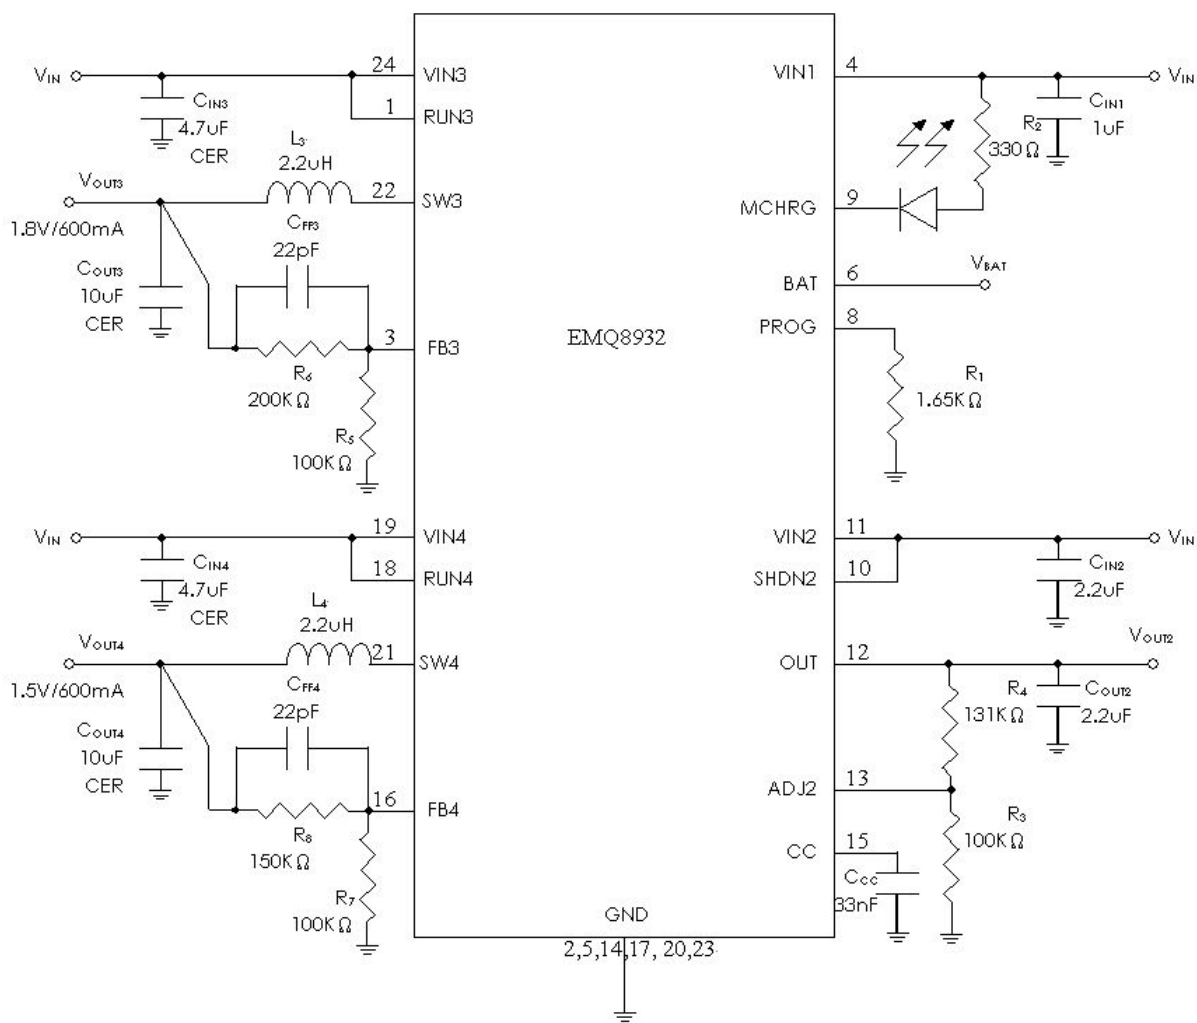 24
VIN3
VIN1
4
VIN
VIN
CIN3
4.7uF
CER
1
RUN3
R2
330Ω
CIN1
1uF
L3
2.2uH
VOUT3
22
SW3
MCHRG
9
1.8V/600mA
CFF3
22pF
COUT3
10uF
CER
BAT
6
VBAT
PROG
8
3
FB3
EMQ8932
R6
200KΩ
R1
1.65KΩ
R5
100KΩ
VIN
19
VIN4
VIN2
11
VIN
CIN4
4.7uF
CER
18
RUN4
SHDN2
10
CIN2
2.2uF
L4
2.2uH
VOUT4
21
SW4
OUT
12
VOUT2
1.5V/600mA
CFF4
22pF
R4
131KΩ
COUT2
2.2uF
COUT4
10uF
CER
16
FB4
ADJ2
13
R8
150KΩ
R3
100KΩ
CC
15
R7
100KΩ
CCC
33nF
GND
2,5,14,17, 20,23